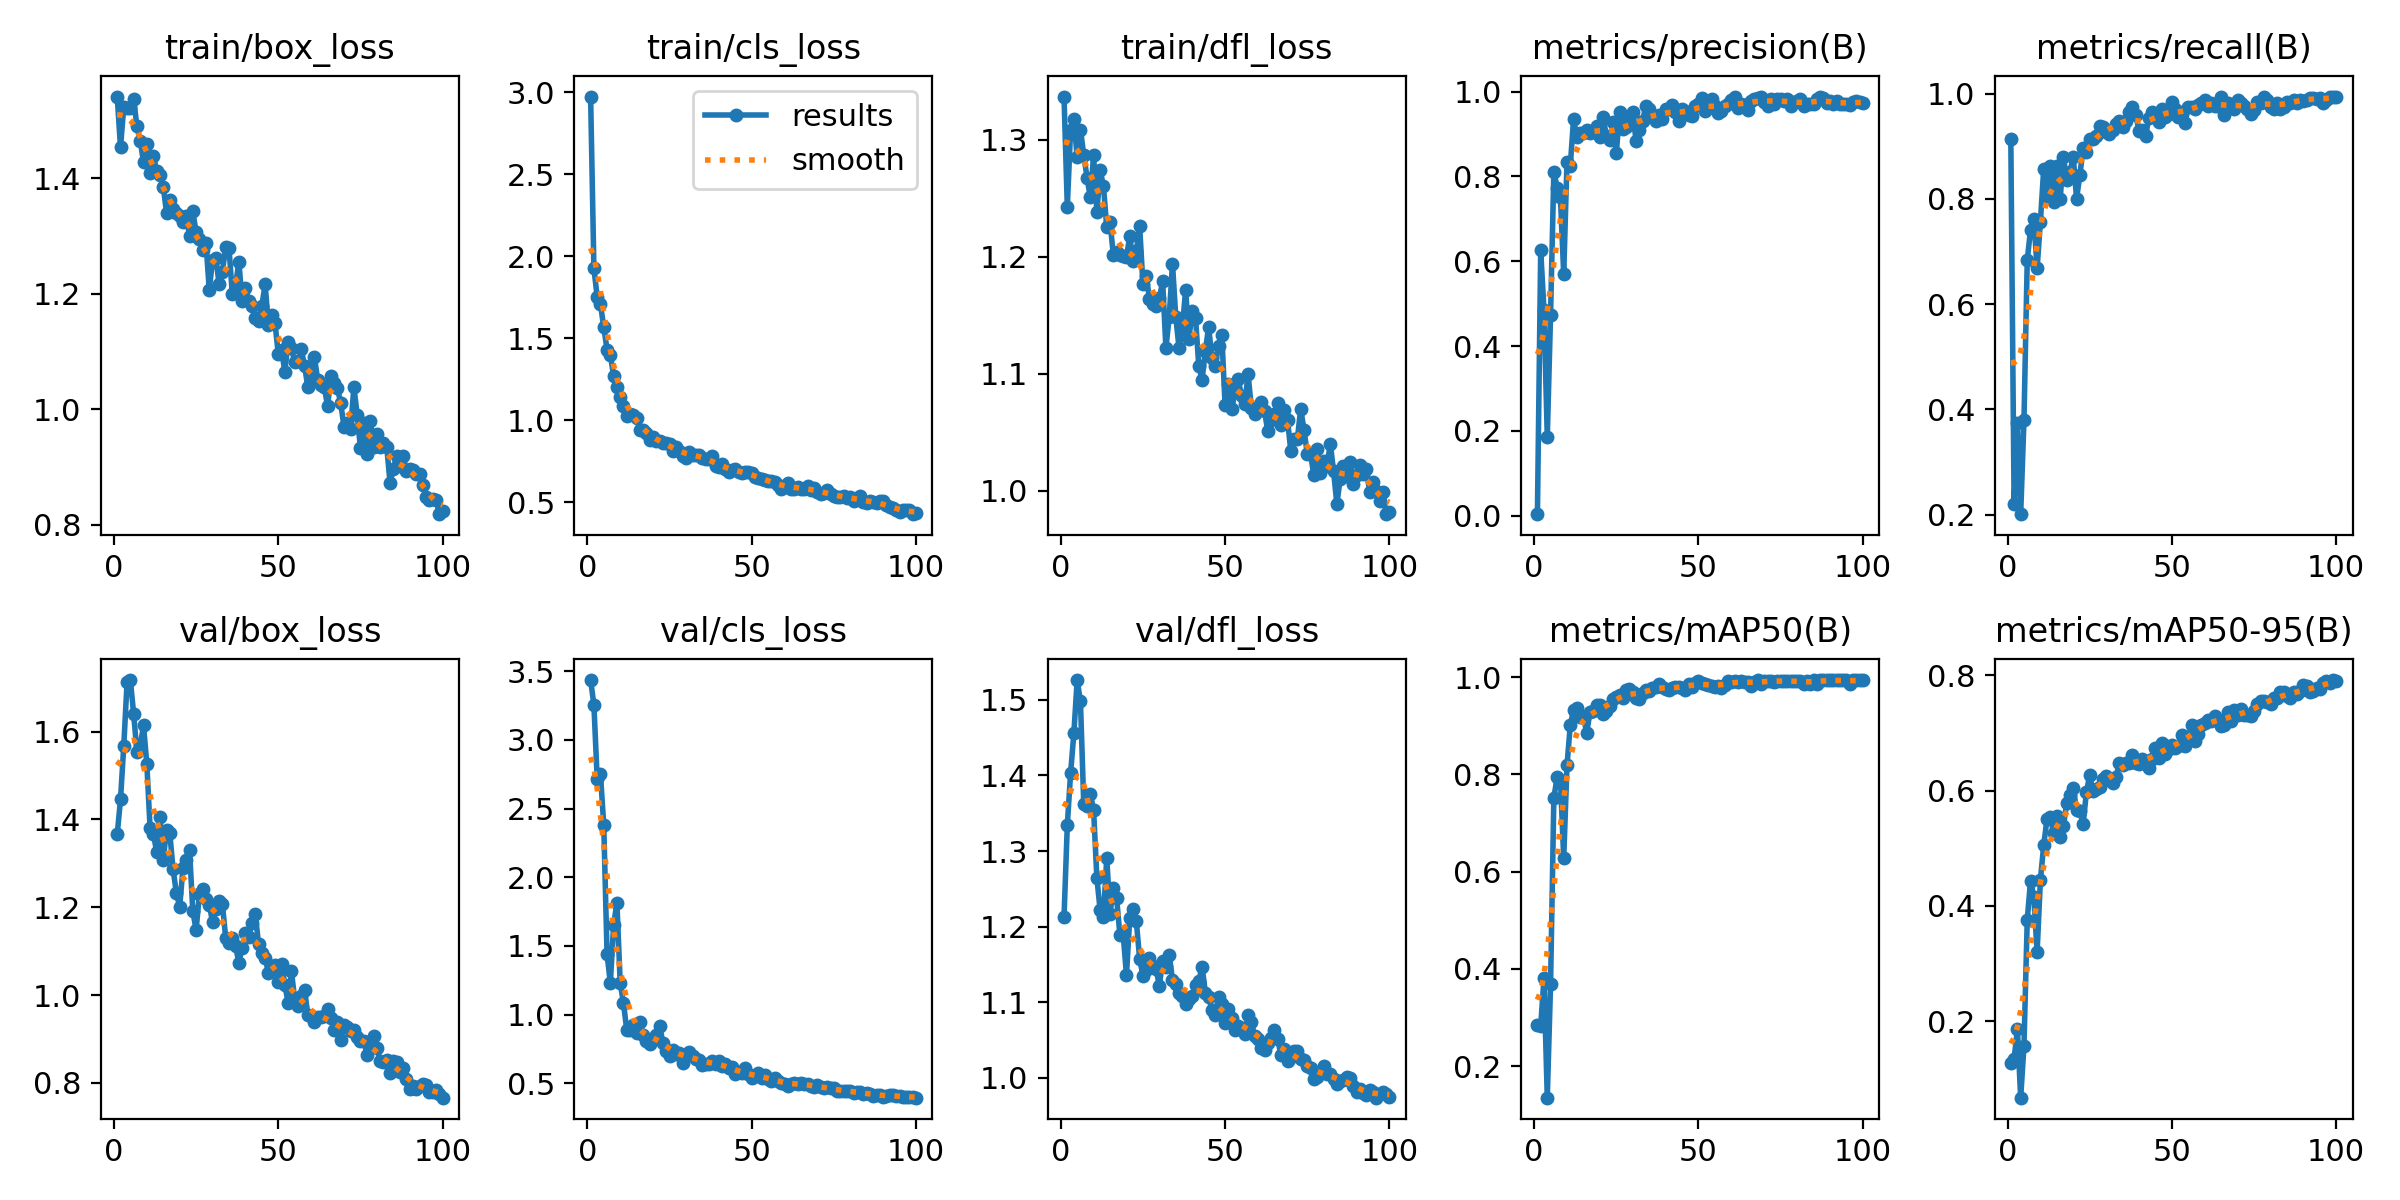 train/box_loss
train/cls_loss
train/dfl_loss
metrics/precision(B)
metrics/recall(B)
1.4
1.2
1.0
0.8
0 50 100
3.0
2.5
2.0
1.5
1.0
0.5
0 50 100
results
smooth
1.3
1.2
1.1
1.0
0 50 100
1.0
0.8
0.6
0.4
0.2
0.0
0 50 100
1.0
0.8
0.6
0.4
0.2
0 50 100
val/box_loss
val/cls_loss
val/dfl_loss
metrics/mAP50(B)
metrics/mAP50-95(B)
1.6
1.4
1.2
1.0
0.8
0 50 100
3.5
3.0
2.5
2.0
1.5
1.0
0.5
0 50 100
1.5
1.4
1.3
1.2
1.1
1.0
0 50 100
1.0
0.8
0.6
0.4
0.2
0 50 100
0.8
0.6
0.4
0.2
0 50 100